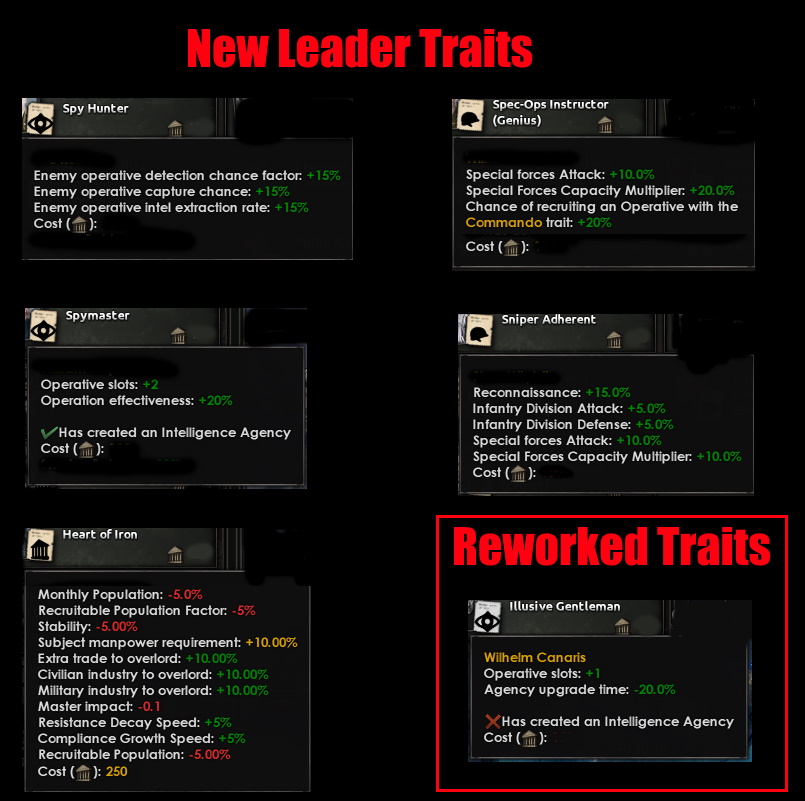 New Leader Traits
Spy Hunter
Enemy operative detection chance factor: +15%
Enemy operative capture chance: +15%
Enemy operative intel extraction rate: +15%
Cost ( ):
Spec-Ops Instructor
(Genius)
Special forces Attack: +10.0%
Special Forces Capacity Multiplier: +20.0%
Chance of recruiting an Operative with the
Commando trait: +20%
Cost ( ):
Spymaster
Operative slots: +2
Operation effectiveness: +20%
Has created an Intelligence Agency
Cost ( ):
Sniper Adherent
Reconnaissance: +15.0%
Infantry Division Attack: +5.0%
Infantry Division Defense: +5.0%
Special forces Attack: +10.0%
Special Forces Capacity Multiplier: +10.0%
Cost ( ):
Heart of Iron
Monthly Population: -5.0%
Recruitable Population Factor: -5%
Stability: -5.00%
Subject manpower requirement: +10.00%
Extra trade to overlord: +10.00%
Civilian industry to overlord: +10.00%
Military industry to overlord: +10.00%
Master impact: -0.1
Resistance Decay Speed: +5%
Compliance Growth Speed: +5%
Recruitable Population: -5.00%
Cost ( ): 250
Reworked Traits
Illusive Gentleman
Wilhelm Canaris
Operative slots: +1
Agency upgrade time: -20.0%
Has created an Intelligence Agency
Cost ( ):